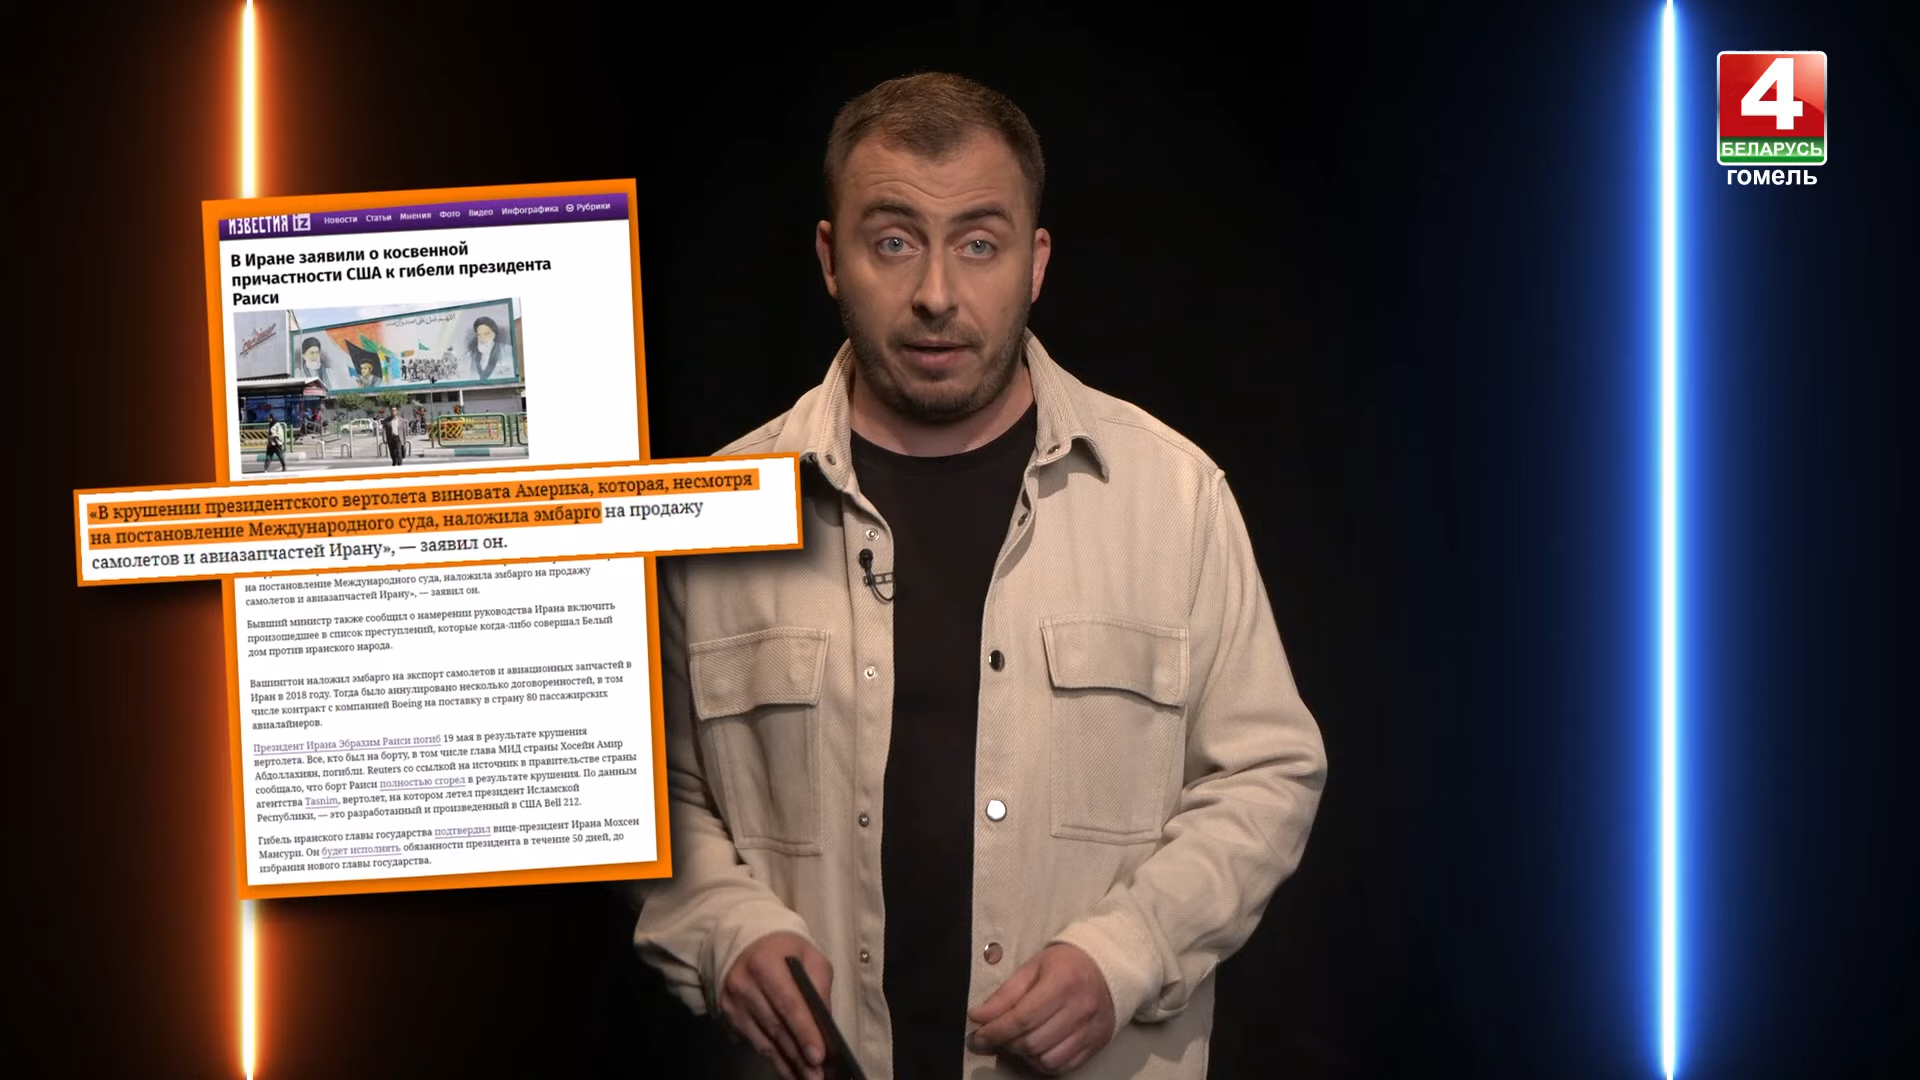 4
БЕЛАРУСЬ
гомель
ИЗВЕСТИЯ iz Новости Статьи Мнения Фото Видео Инфографика Рубрики
В Иране заявили о косвенной
причастности США к гибели президента
Раиси
«В крушении президентского вертолета виновата Америка, которая, несмотря
на постановление Международного суда, наложила эмбарго на продажу
самолетов и авиазапчастей Ирану», — заявил он.
на постановление Международного суда, наложила эмбарго на продажу
самолетов и авиазапчастей Ирану», — заявил он.
Бывший министр также сообщил о намерении руководства Ирана включить
произошедшее в список преступлений, которые когда-либо совершал Белый
дом против иранского народа.
Вашингтон наложил эмбарго на экспорт самолетов и авиационных запчастей в
Иран в 2018 году. Тогда было аннулировано несколько договоренностей, в том
числе контракт с компанией Boeing на поставку в страну 80 пассажирских
авиалайнеров.
Президент Ирана Эбрахим Раиси погиб 19 мая в результате крушения
вертолета. Все, кто был на борту, в том числе глава МИД страны Хосейн Амир
Абдоллахиян, погибли. Reuters со ссылкой на источник в правительстве страны
сообщало, что борт Раиси полностью сгорел в результате крушения. По данным
агентства Tasnim, вертолет, на котором летел президент Исламской
Республики, — это разработанный и произведенный в США Bell 212.
Гибель иранского главы государства подтвердил вице-президент Ирана Мохсен
Мансури. Он будет исполнять обязанности президента в течение 50 дней, до
избрания нового главы государства.